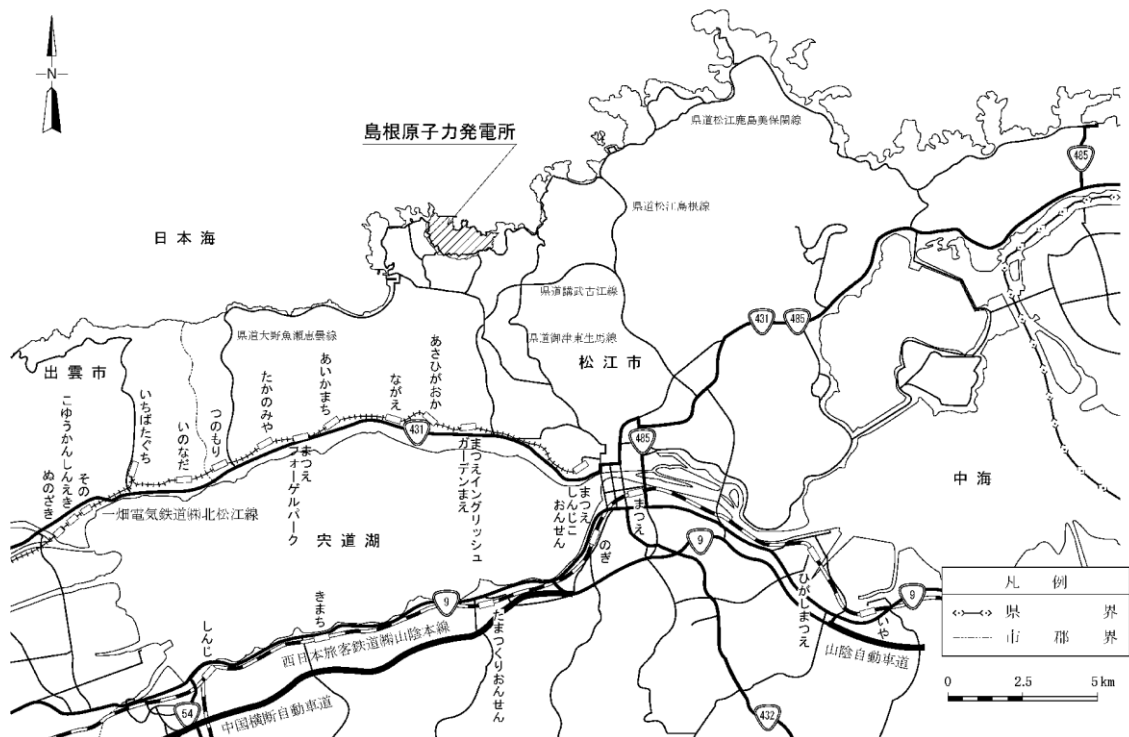 N
島根原子力発電所
県道松江鹿島美保関線
485
県道松江島根線
日本海
県道講武古江線
431
485
県道大野魚瀬恵曇線
県道御津東生馬線
松江市
出雲市
あさひがおか
ながえ
あいかまち
たかのみや
つのもり
いのなだ
いちばたぐち
こゆうかんしんえき
その
ぬのざき
431
485
まつえイングリッシュ
ガーデンまえ
まつえ
フォーゲルパーク
まつえ
しんじこ
おんせん
まつえ
中海
一畑電気鉄道㈱北松江線
宍道湖
のぎ
9
ひがしまつえ
9
いや
きまち
9
しんじ
西日本旅客鉄道㈱山陰本線
たまつくりおんせん
山陰自動車道
54
中国横断自動車道
432
凡例
県界
市郡界
0 2.5 5km